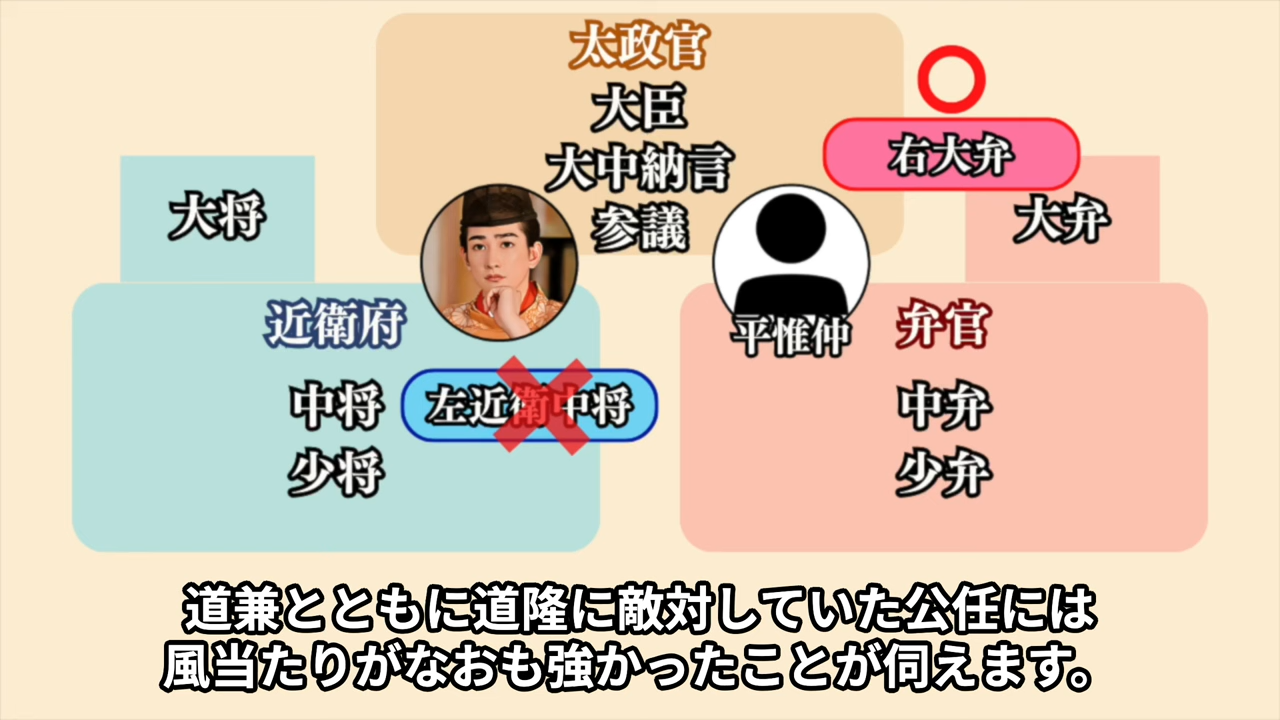 太政官
大臣
大中納言
参議
右大弁
大将
大弁
近衛府
平惟仲
弁官
中将
左近衛中将
少将
中弁
少弁
道兼とともに道隆に敵対していた公任には
風当たりがなおも強かったことが伺えます。